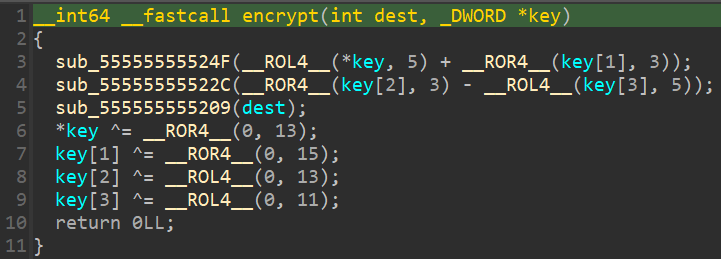 1 __int64 __fastcall encrypt(int dest, _DWORD *key)
2 {
3 sub_55555555524F(__ROL4__(*key, 5) + __ROR4__(key[1], 3));
4 sub_55555555522C(__ROR4__(key[2], 3) - __ROL4__(key[3], 5));
5 sub_555555555209(dest);
6 *key ^= __ROR4__(0, 13);
7 key[1] ^= __ROR4__(0, 15);
8 key[2] ^= __ROL4__(0, 13);
9 key[3] ^= __ROL4__(0, 11);
10 return 0LL;
11 }